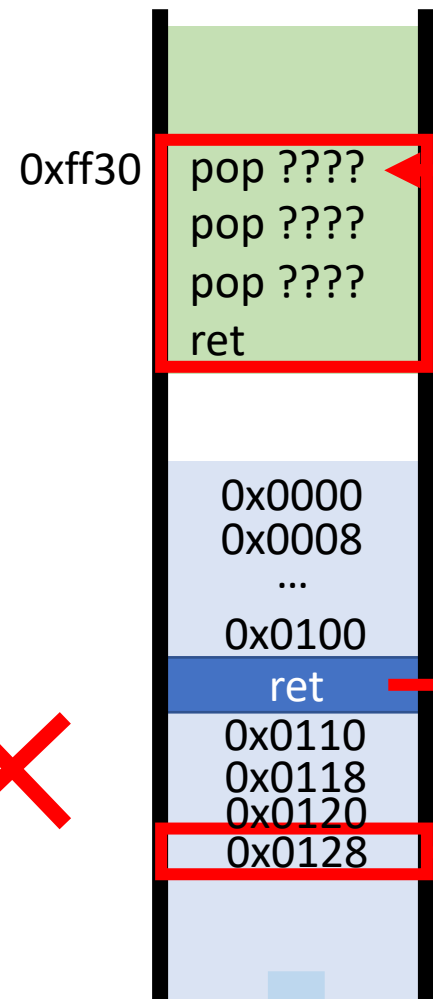 0xff30
pop ????
pop ????
pop ????
ret
0x0000
0x0008
...
0x0100
ret
0x0110
0x0118
0x0120
0x0128